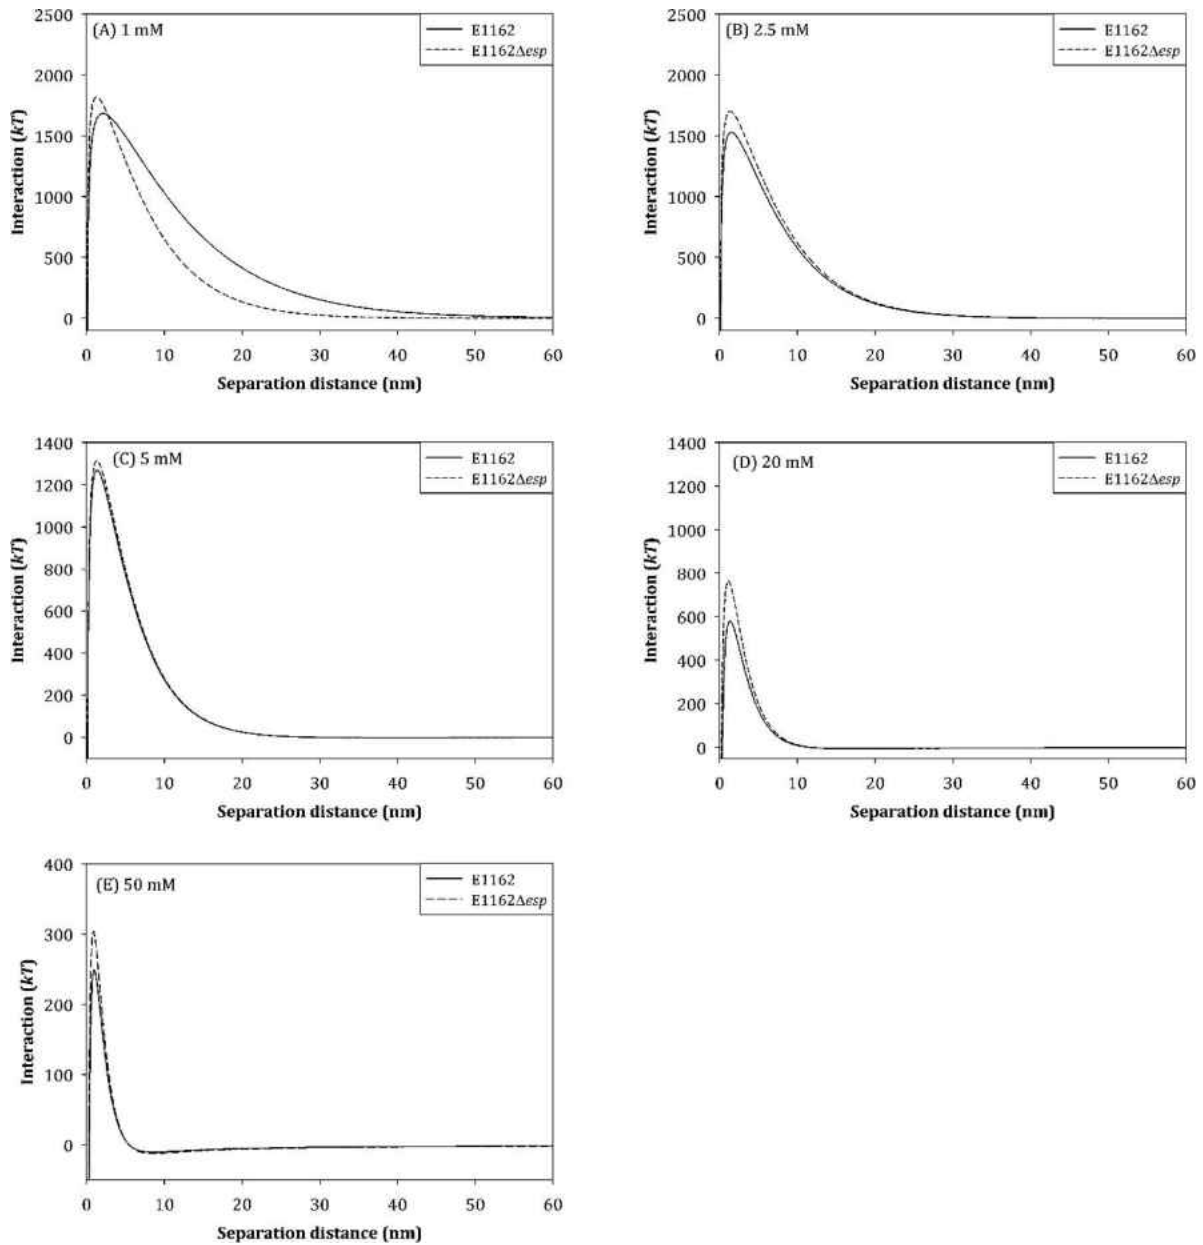 (A) 1 mM
E1162
E1162Δesp
2500
2000
1500
1000
500
0
Interaction (kT)
0 10 20 30 40 50 60
Separation distance (nm)
(B) 2.5 mM
E1162
E1162Δesp
2500
2000
1500
1000
500
0
Interaction (kT)
0 10 20 30 40 50 60
Separation distance (nm)
(C) 5 mM
E1162
E1162Δesp
1400
1200
1000
800
600
400
200
0
Interaction (kT)
0 10 20 30 40 50 60
Separation distance (nm)
(D) 20 mM
E1162
E1162Δesp
1400
1200
1000
800
600
400
200
0
Interaction (kT)
0 10 20 30 40 50 60
Separation distance (nm)
(E) 50 mM
E1162
E1162Δesp
400
300
200
100
0
Interaction (kT)
0 10 20 30 40 50 60
Separation distance (nm)